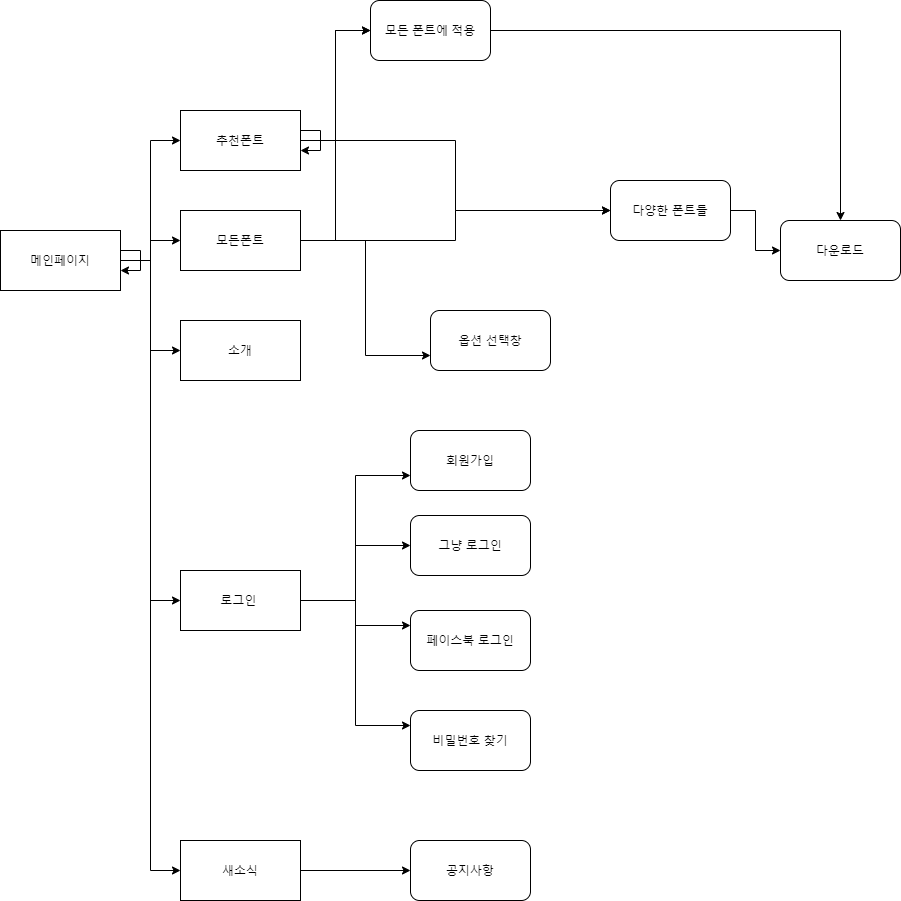 모든 폰트에 적용
추천폰트
다양한 폰트들
모든폰트
다운로드
메인페이지
옵션 선택창
소개
회원가입
그냥 로그인
로그인
페이스북 로그인
비밀번호 찾기
새소식
공지사항